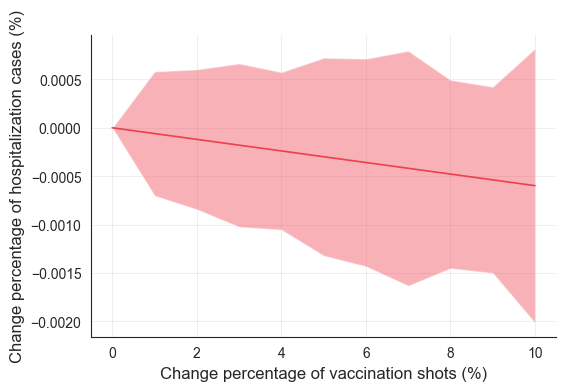 Change percentage of hospitalization cases (%)
0.0005
0.0000
−0.0005
−0.0010
−0.0015
−0.0020
0 2 4 6 8 10
Change percentage of vaccination shots (%)